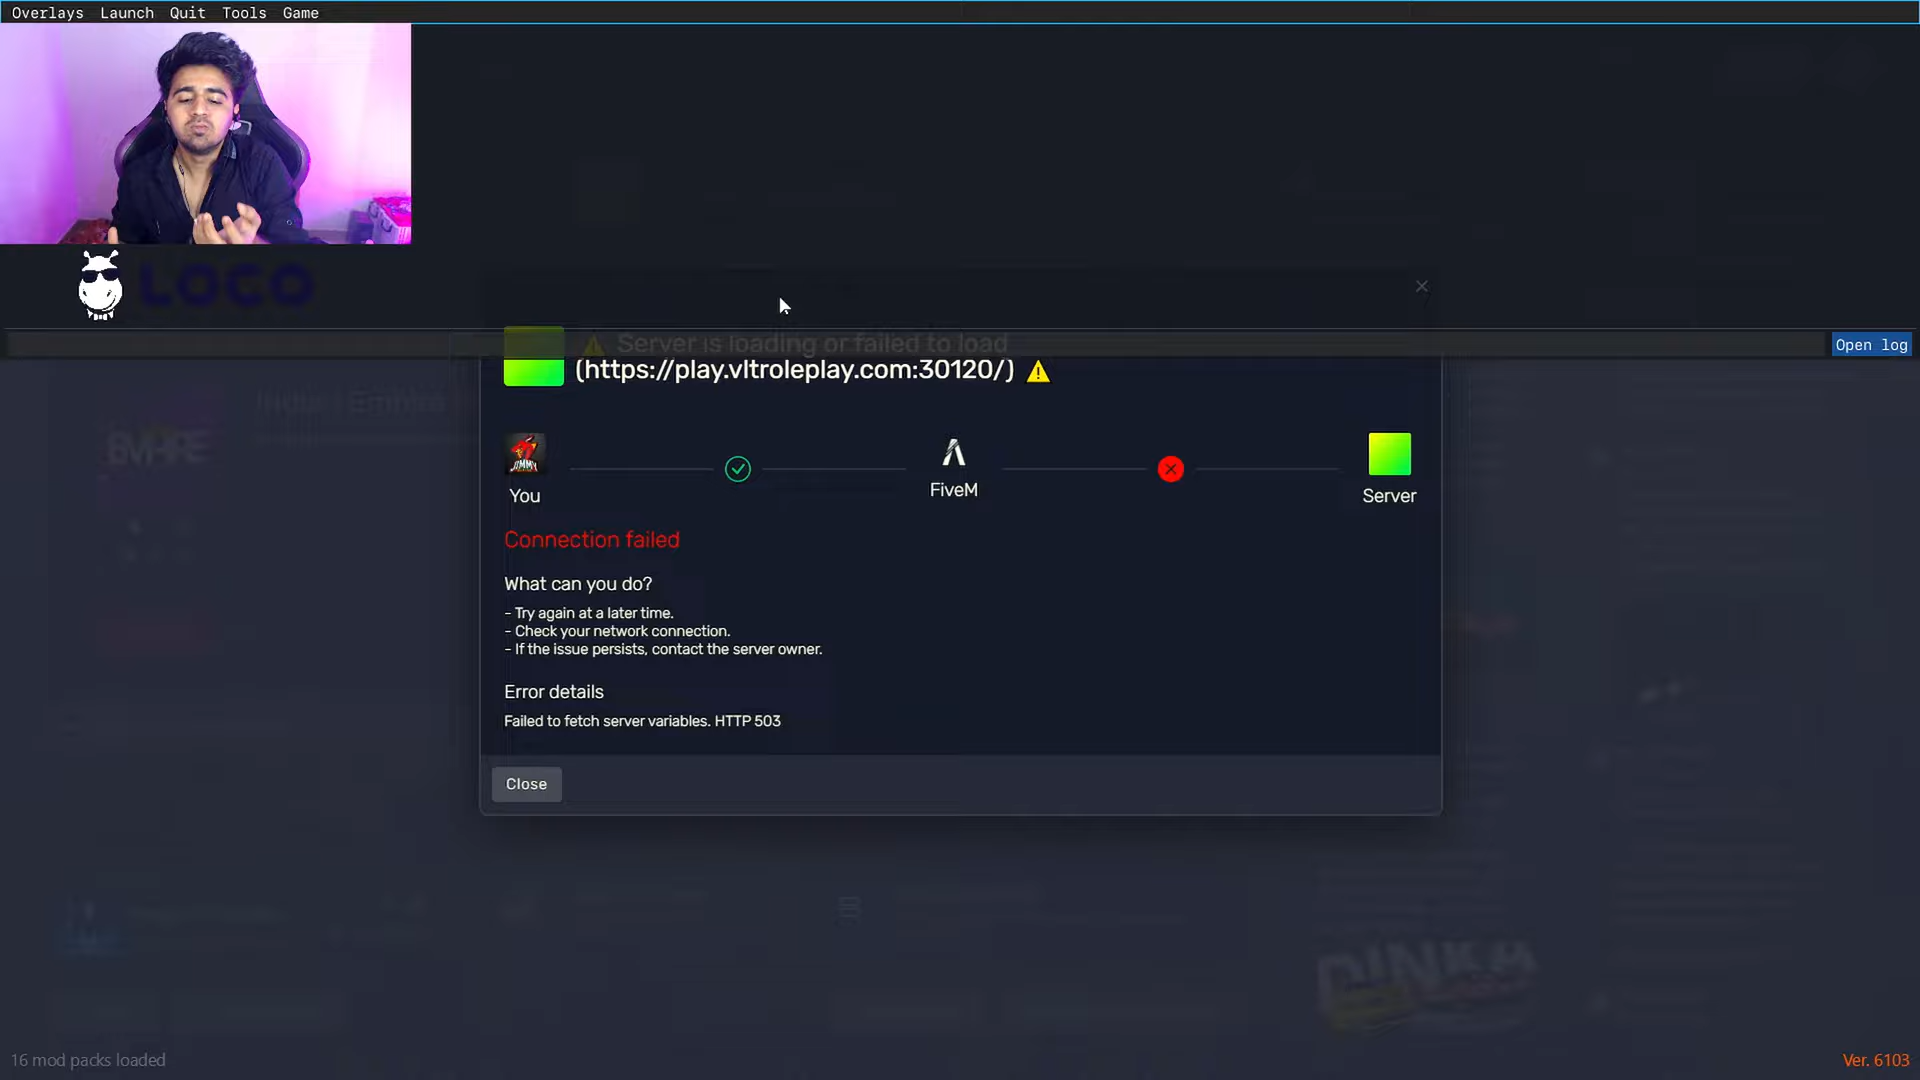 Overlays Launch Quit Tools Game
LOCO
Server is loading or failed to load
Open log
(https://play.vltroleplay.com:30120/)
JIMMY
You
FiveM
Server
Connection failed
What can you do?
- Try again at a later time.
- Check your network connection.
- If the issue persists, contact the server owner.
Error details
Failed to fetch server variables. HTTP 503
Close
16 mod packs loaded
Ver. 6103